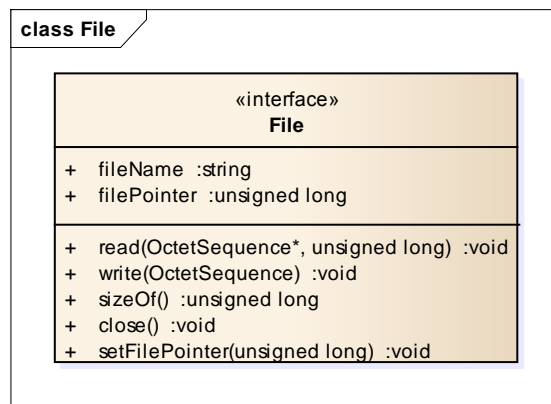 class File
«interface»
File
+ fileName :string
+ filePointer :unsigned long
+ read(OctetSequence*, unsigned long) :void
+ write(OctetSequence) :void
+ sizeOf() :unsigned long
+ close() :void
+ setFilePointer(unsigned long) :void